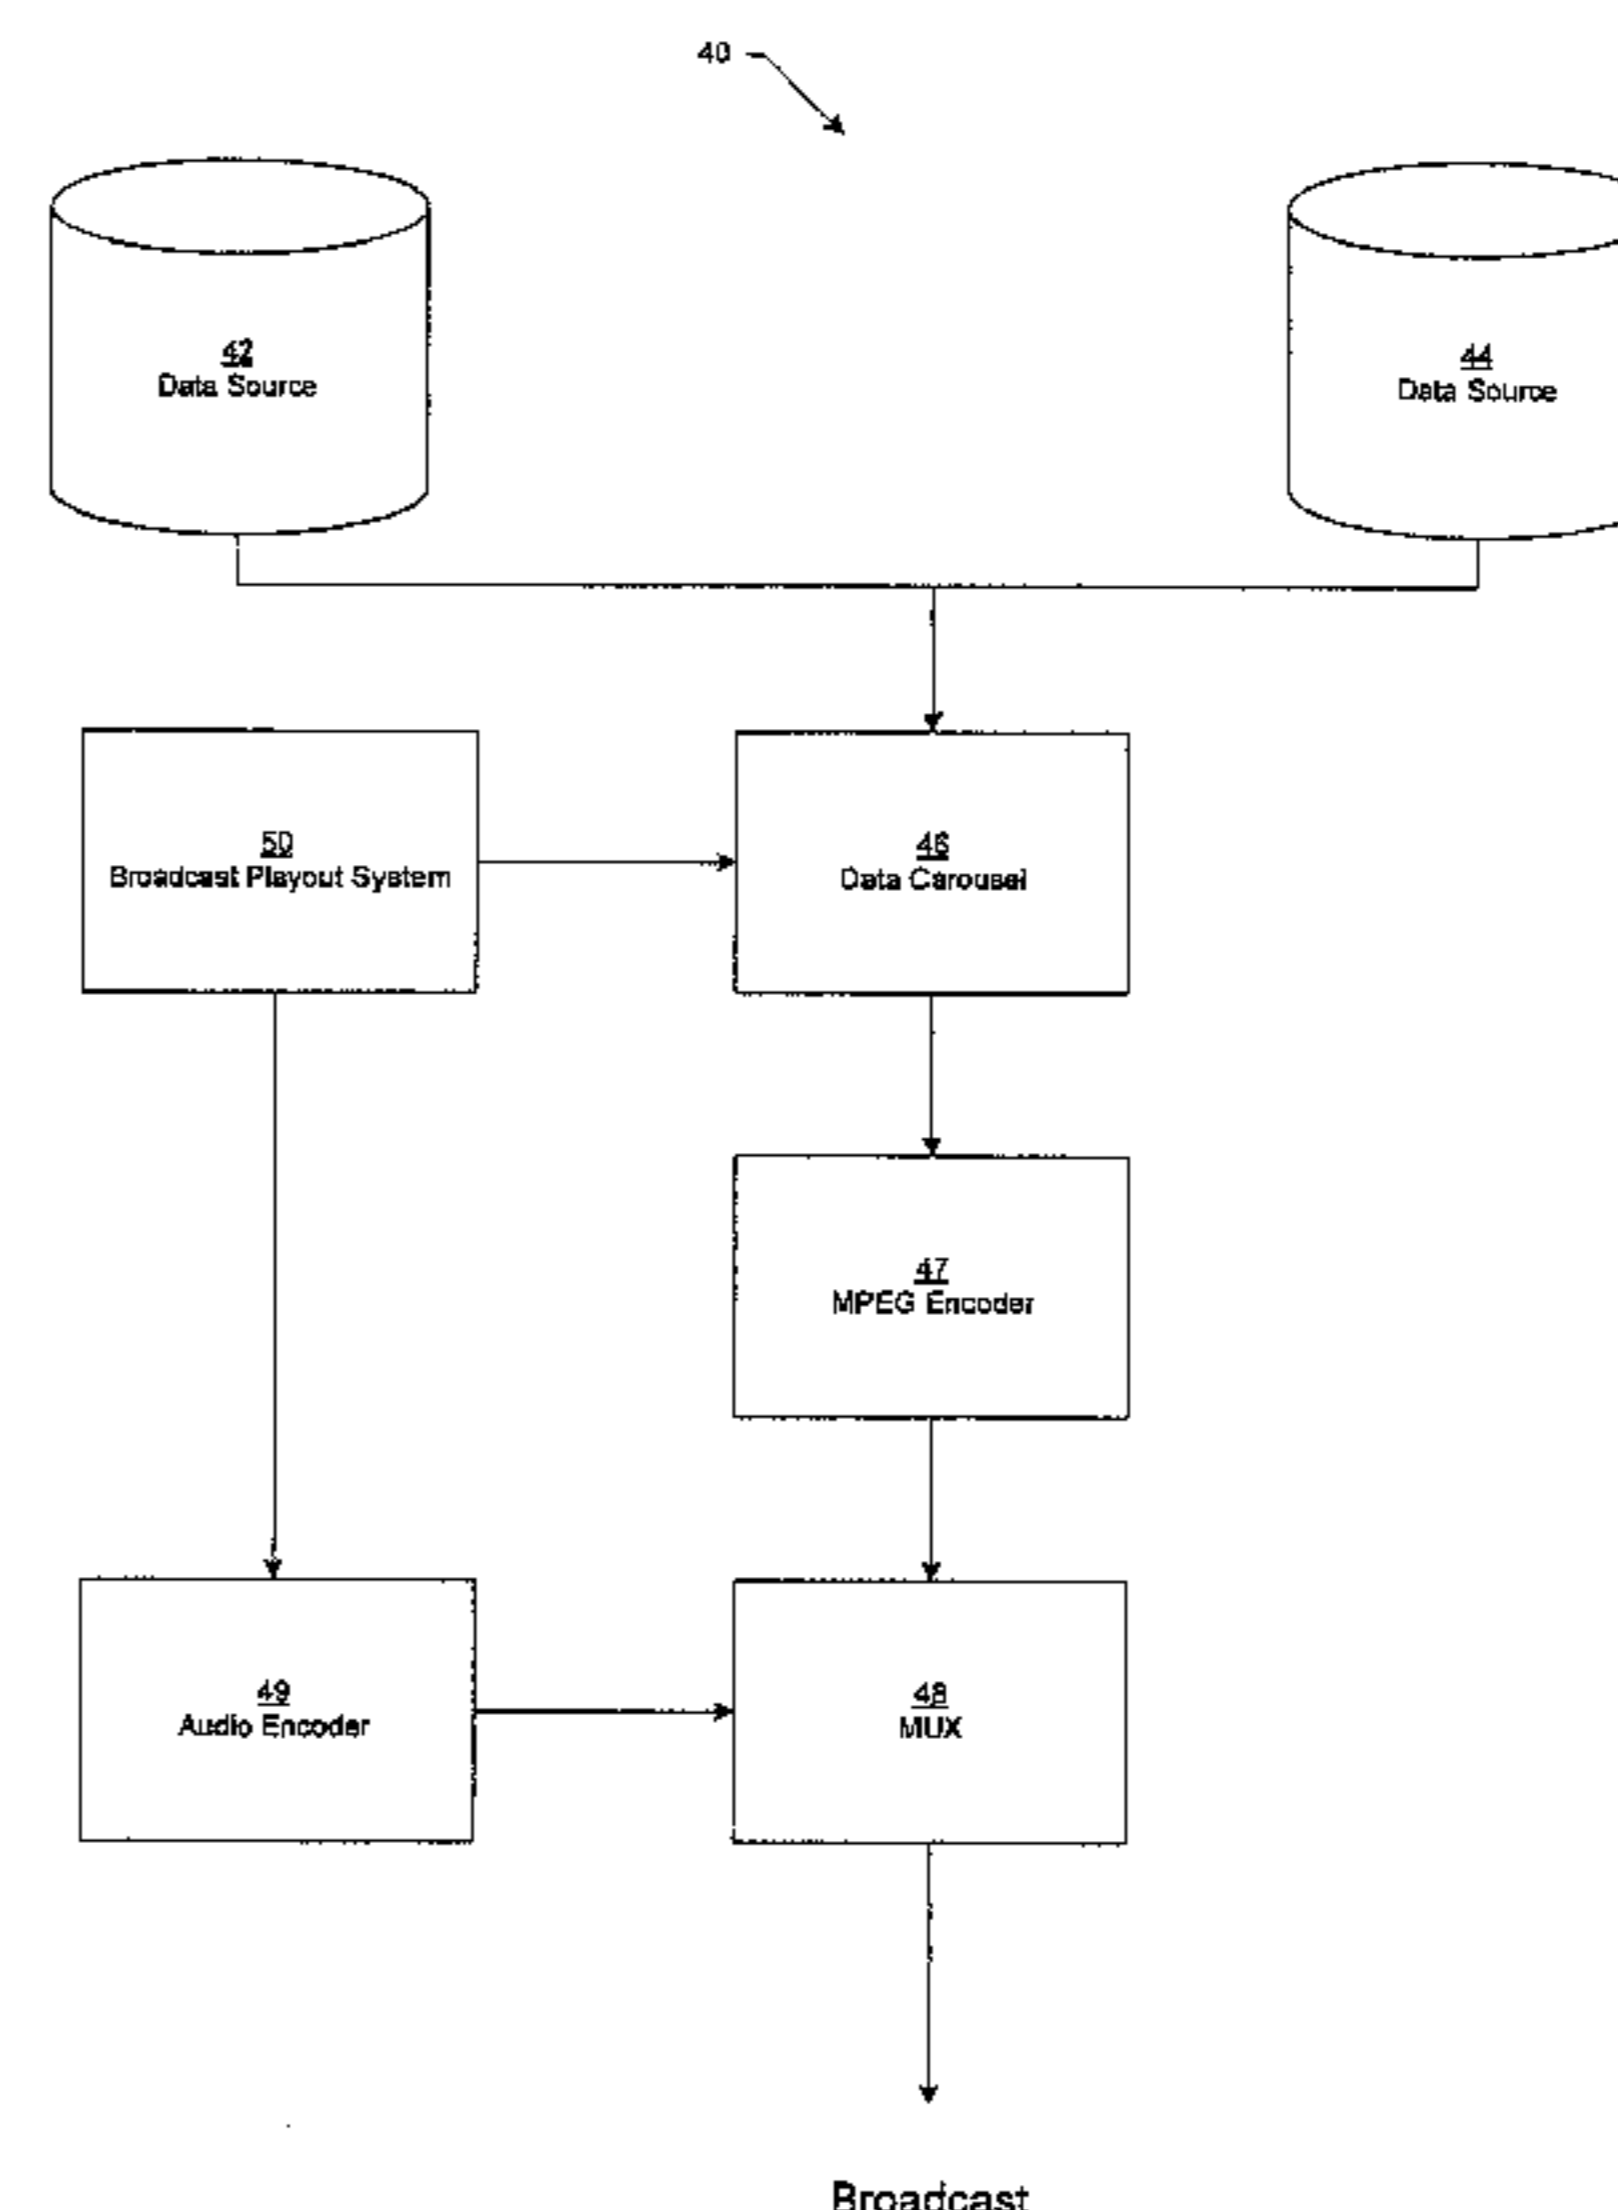 40
42
Data Source
44
Data Source
50
Broadcast Playout System
46
Data Carousel
47
MPEG Encoder
49
Audio Encoder
48
MUX
Broadcast